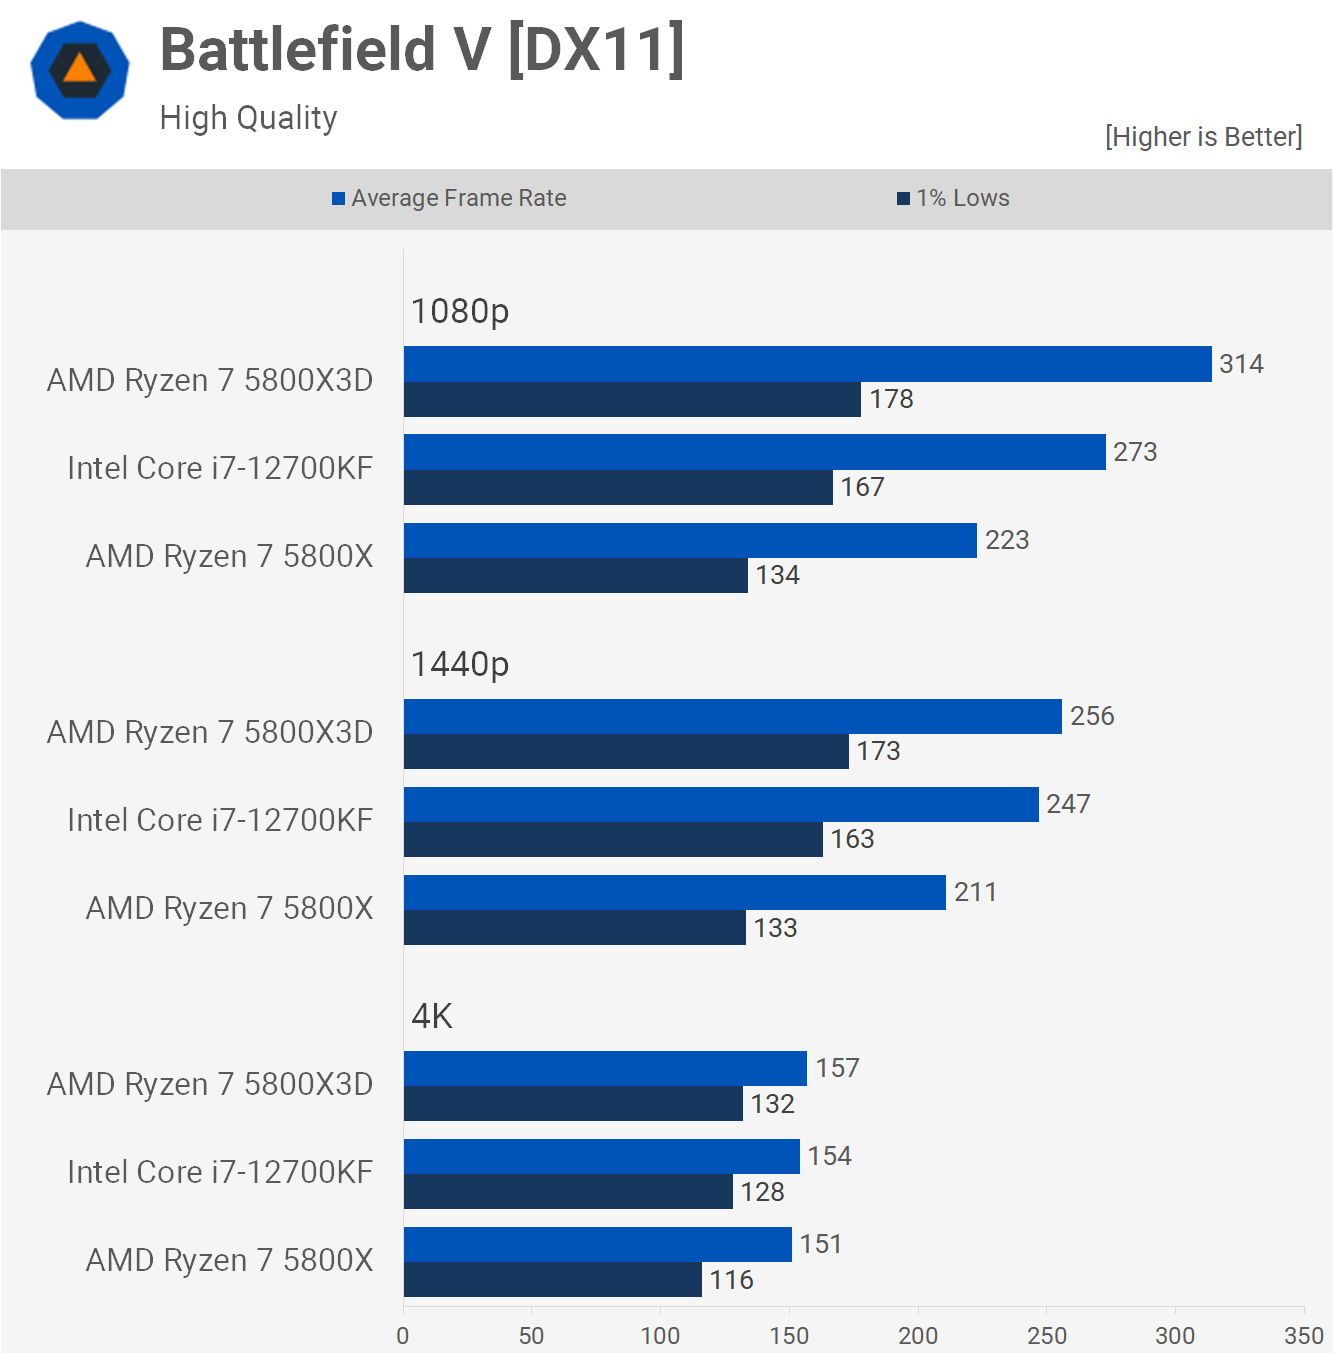 Battlefield V [DX11]
High Quality
[Higher is Better]
Average Frame Rate 1% Lows
1080p
AMD Ryzen 7 5800X3D 314
178
Intel Core i7-12700KF 273
167
AMD Ryzen 7 5800X 223
134
1440p
AMD Ryzen 7 5800X3D 256
173
Intel Core i7-12700KF 247
163
AMD Ryzen 7 5800X 211
133
4K
AMD Ryzen 7 5800X3D 157
132
Intel Core i7-12700KF 154
128
AMD Ryzen 7 5800X 151
116
0 50 100 150 200 250 300 350